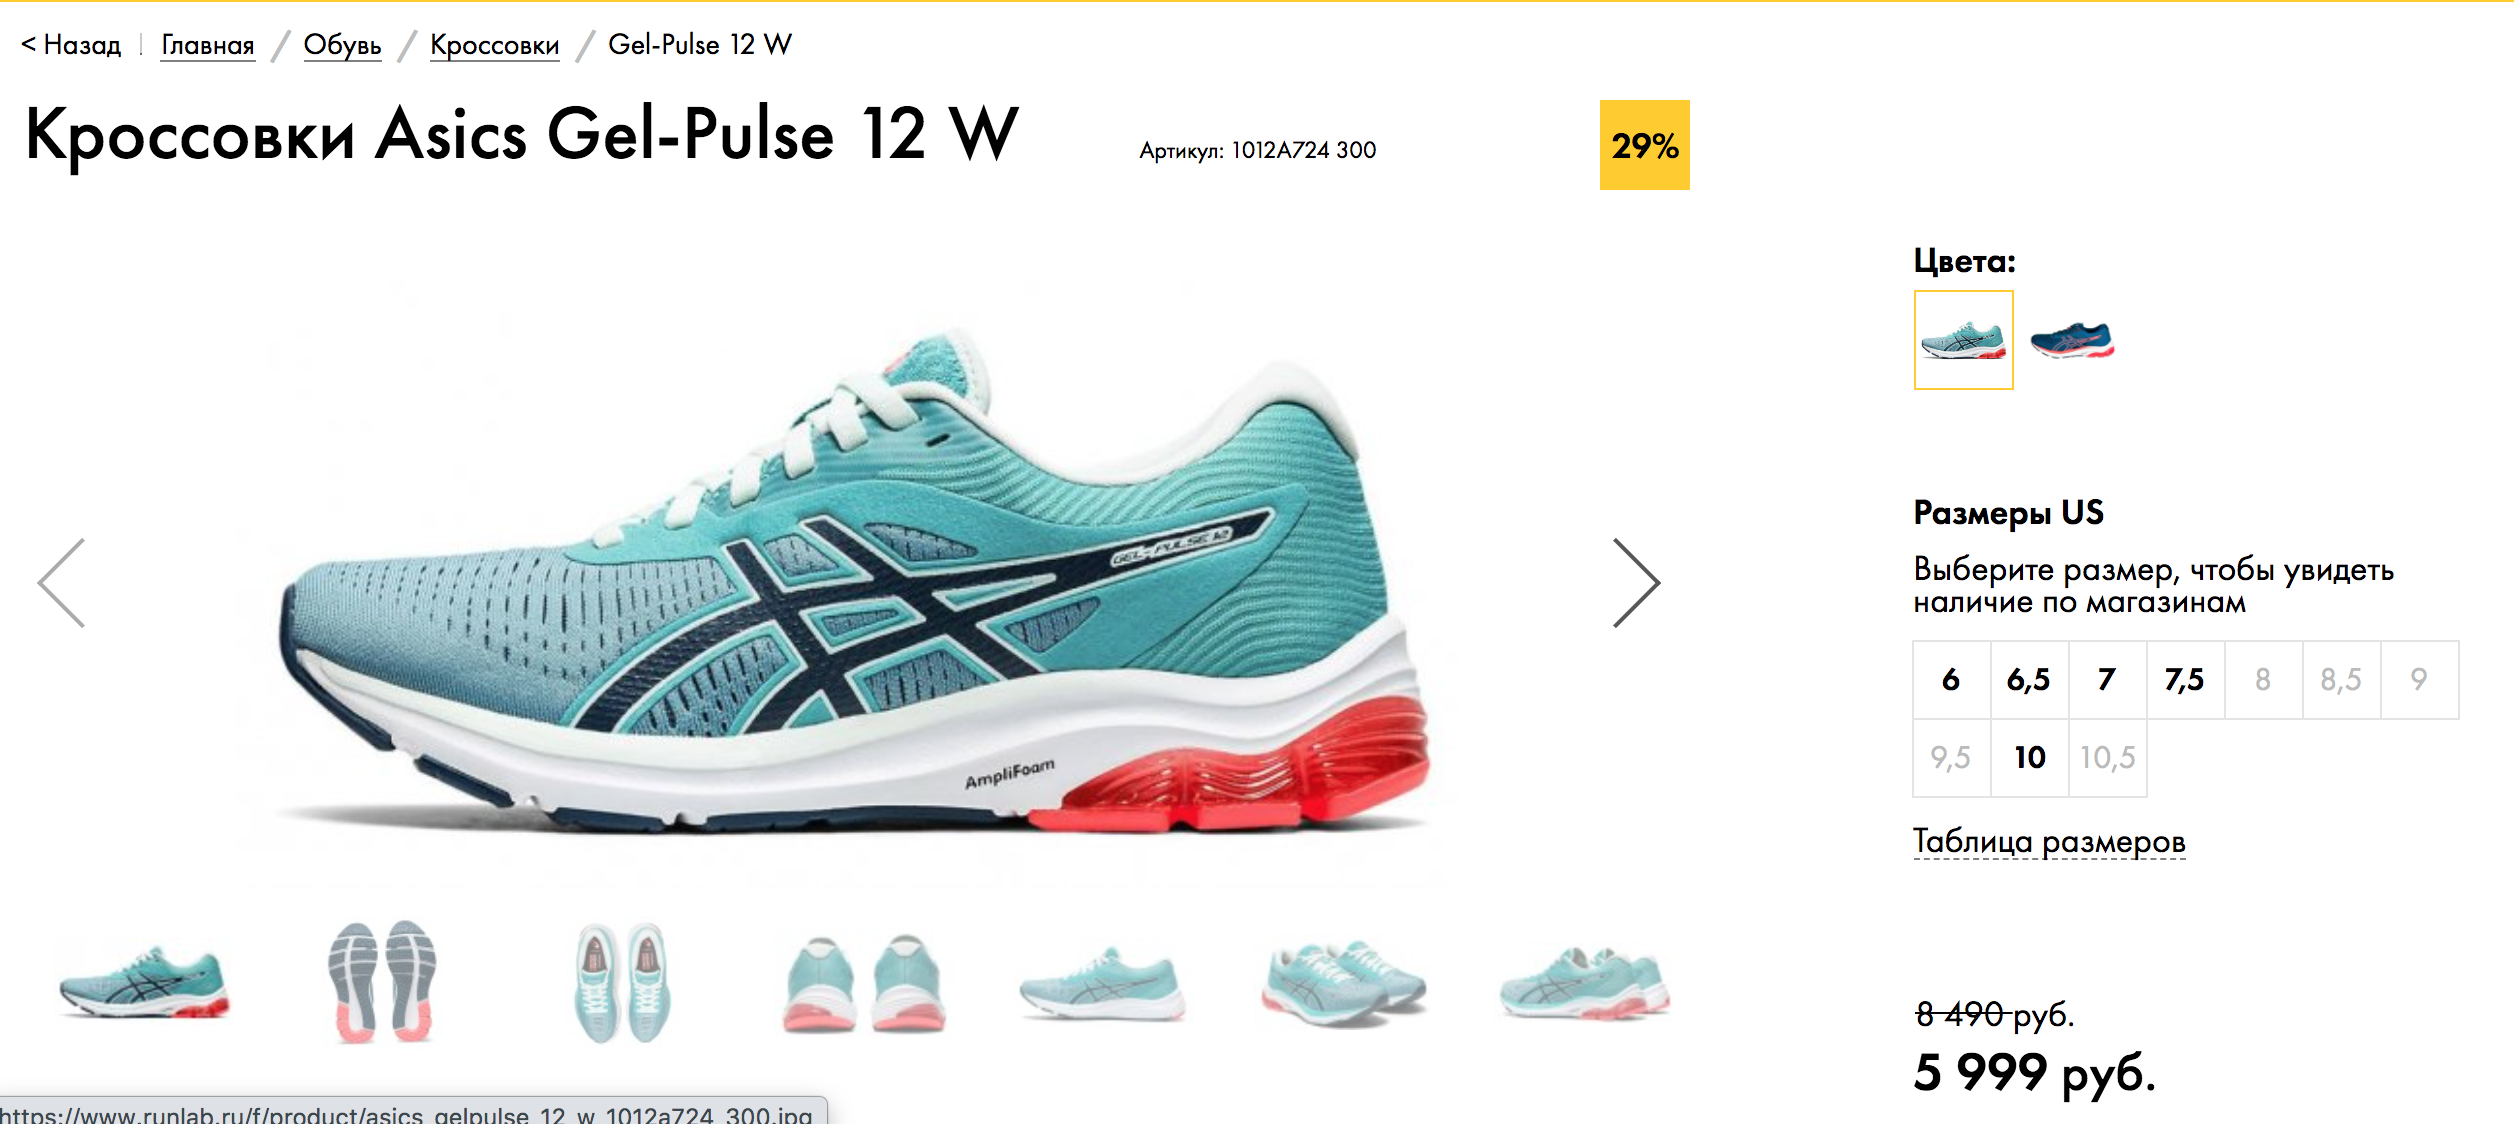 < Назад | Главная / Обувь / Кроссовки / Gel-Pulse 12 W
Кроссовки Asics Gel-Pulse 12 W
Артикул: 1012A724 300
29%
GEL-PULSE 12
AmpliFoam
Цвета:
Размеры US
Выберите размер, чтобы увидеть
наличие по магазинам
6 6,5 7 7,5 8 8,5 9
9,5 10 10,5
Таблица размеров
8 490 руб.
5 999 руб.
https://www.runlab.ru/f/product/asics_gelpulse_12_w_1012a724_300.jpg